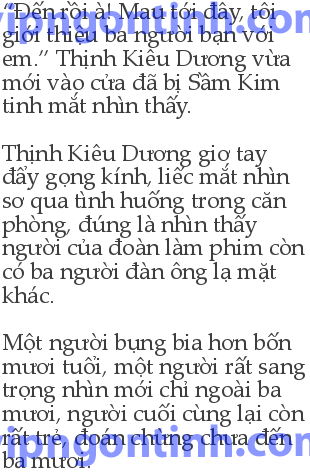 “Đến rồi à! Mau tới đây, tôi
giới thiệu ba người bạn với
em.” Thịnh Kiêu Dương vừa
mới vào cửa đã bị Sầm Kim
tinh mắt nhìn thấy.
Thịnh Kiêu Dương giơ tay
đẩy gọng kính, liếc mắt nhìn
sơ qua tình huống trong căn
phòng, đúng là nhìn thấy
người của đoàn làm phim còn
có ba người đàn ông lạ mặt
khác.
Một người bụng bia hơn bốn
mươi tuổi, một người rất sang
trọng nhìn mới chỉ ngoài ba
mươi, người cuối cùng lại còn
rất trẻ, đoán chừng chưa đến
ba mươi.
vipngontinh.com
vipngontinh.com